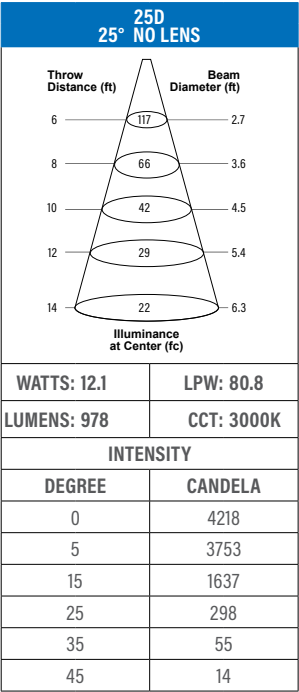 25D
25° NO LENS
Throw Beam
Distance (ft) Diameter (ft)
6 117 2.7
8 66 3.6
10 42 4.5
12 29 5.4
14 22 6.3
Illuminance
at Center (fc)
WATTS: 12.1 LPW: 80.8
LUMENS: 978 CCT: 3000K
INTENSITY
DEGREE CANDELA
0 4218
5 3753
15 1637
25 298
35 55
45 14